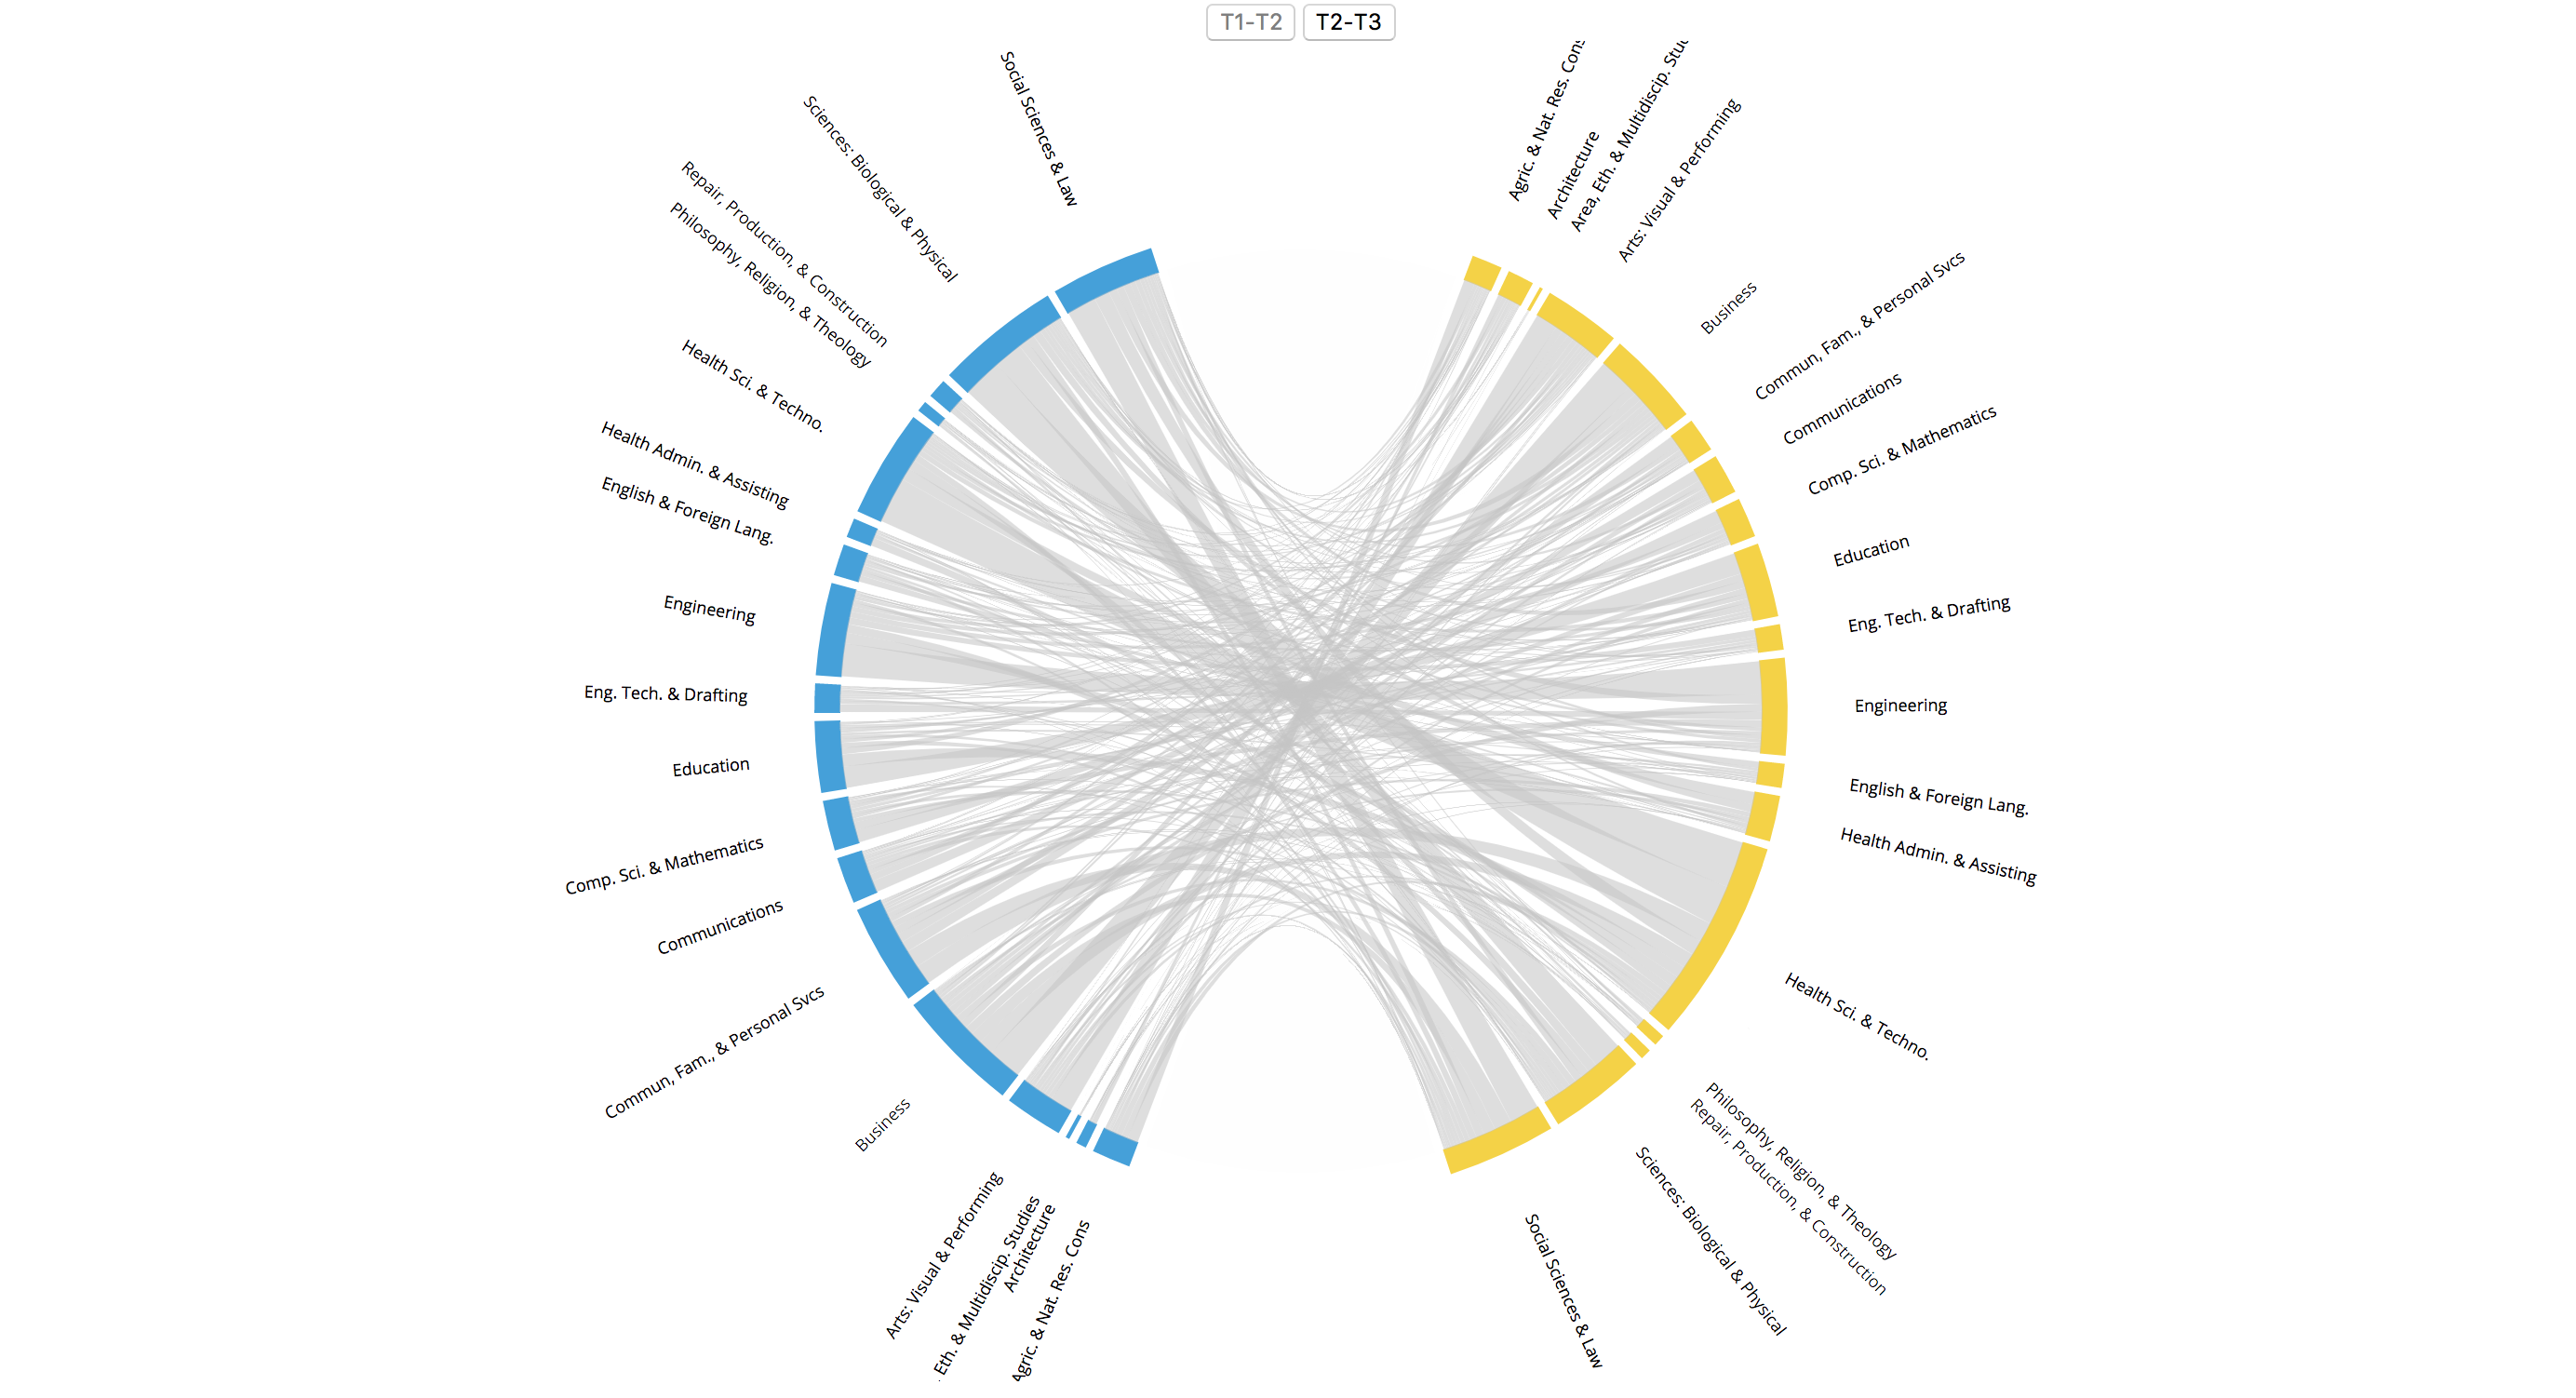 T1-T2
T2-T3
Social Sciences & Law
Sciences: Biological & Physical
Repair, Production, & Construction
Philosophy, Religion, & Theology
Health Sci. & Techno.
Health Admin. & Assisting
English & Foreign Lang.
Engineering
Eng. Tech. & Drafting
Education
Comp. Sci. & Mathematics
Communications
Commun, Fam., & Personal Svcs
Business
Arts: Visual & Performing
Eth. & Multidiscip. Studies
Architecture
Agric. & Nat. Res. Cons
Agric. & Nat. Res. Cons
Architecture
Area, Eth. & Multidiscip. Stud
Arts: Visual & Performing
Business
Commun, Fam., & Personal Svcs
Communications
Comp. Sci. & Mathematics
Education
Eng. Tech. & Drafting
Engineering
English & Foreign Lang.
Health Admin. & Assisting
Health Sci. & Techno.
Philosophy, Religion, & Theology
Repair, Production, & Construction
Sciences: Biological & Physical
Social Sciences & Law